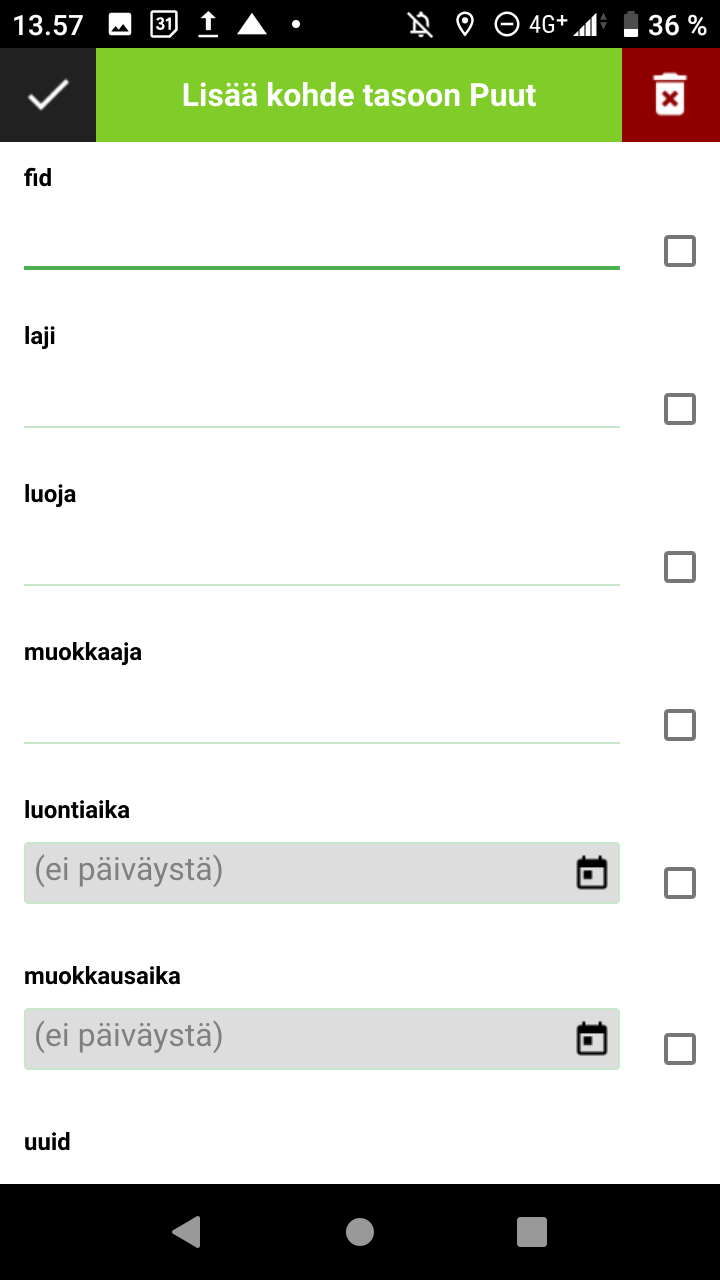 13.57 31 4G+ 36 %
Lisää kohde tasoon Puut
fid
laji
luoja
muokkaaja
luontiaika
(ei päiväystä)
muokkausaika
(ei päiväystä)
uuid